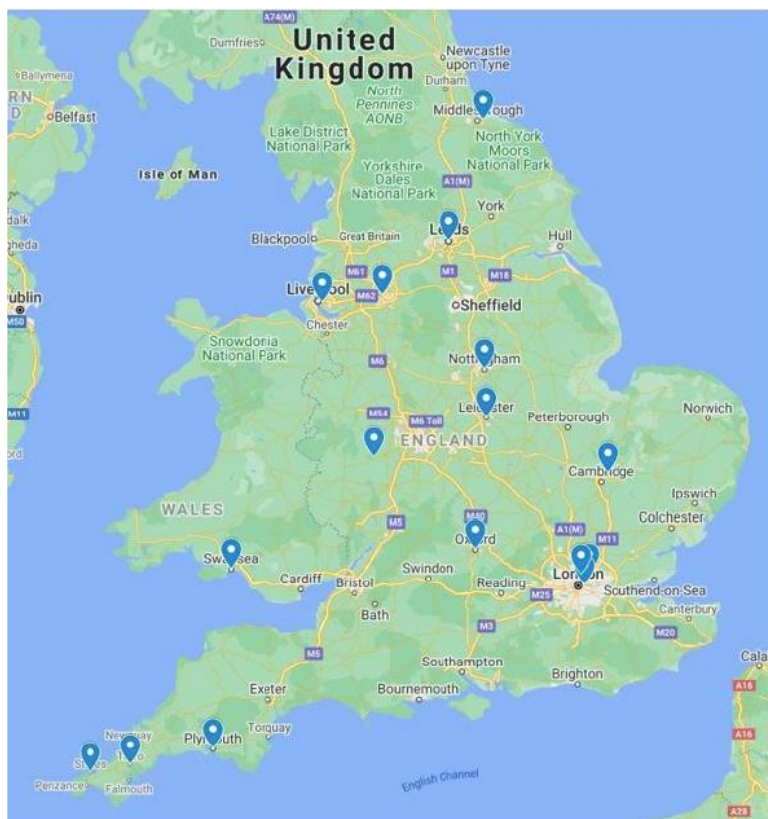 A74(M)
United
Kingdom
Dumfries
Newcastle
upon Tyne
Ballymena
RN
D
Belfast
North
Pennines
AONB
Durham
Lake District
National Park
North York
Moors
National Park
Isle of Man
Yorkshire
Dales
National Park
A1(M)
York
Blackpool
Great Britain
Hull
M61
M1
M18
M62
Sheffield
Chester
M50
Snowdonia
National Park
M6
M54
M6 Toll
ENGLAND
M11
Peterborough
Norwich
Cambridge
Ipswich
WALES
M5
M40
A1(M)
M11
Colchester
Cardiff
Bristol
Swindon
Reading
M25
Southend-on-Sea
Bath
Canterbury
M3
M20
M5
Southampton
Brighton
Exeter
Bournemouth
Torquay
Penzance
Falmouth
English Channel
Cala
A16
A16
A28